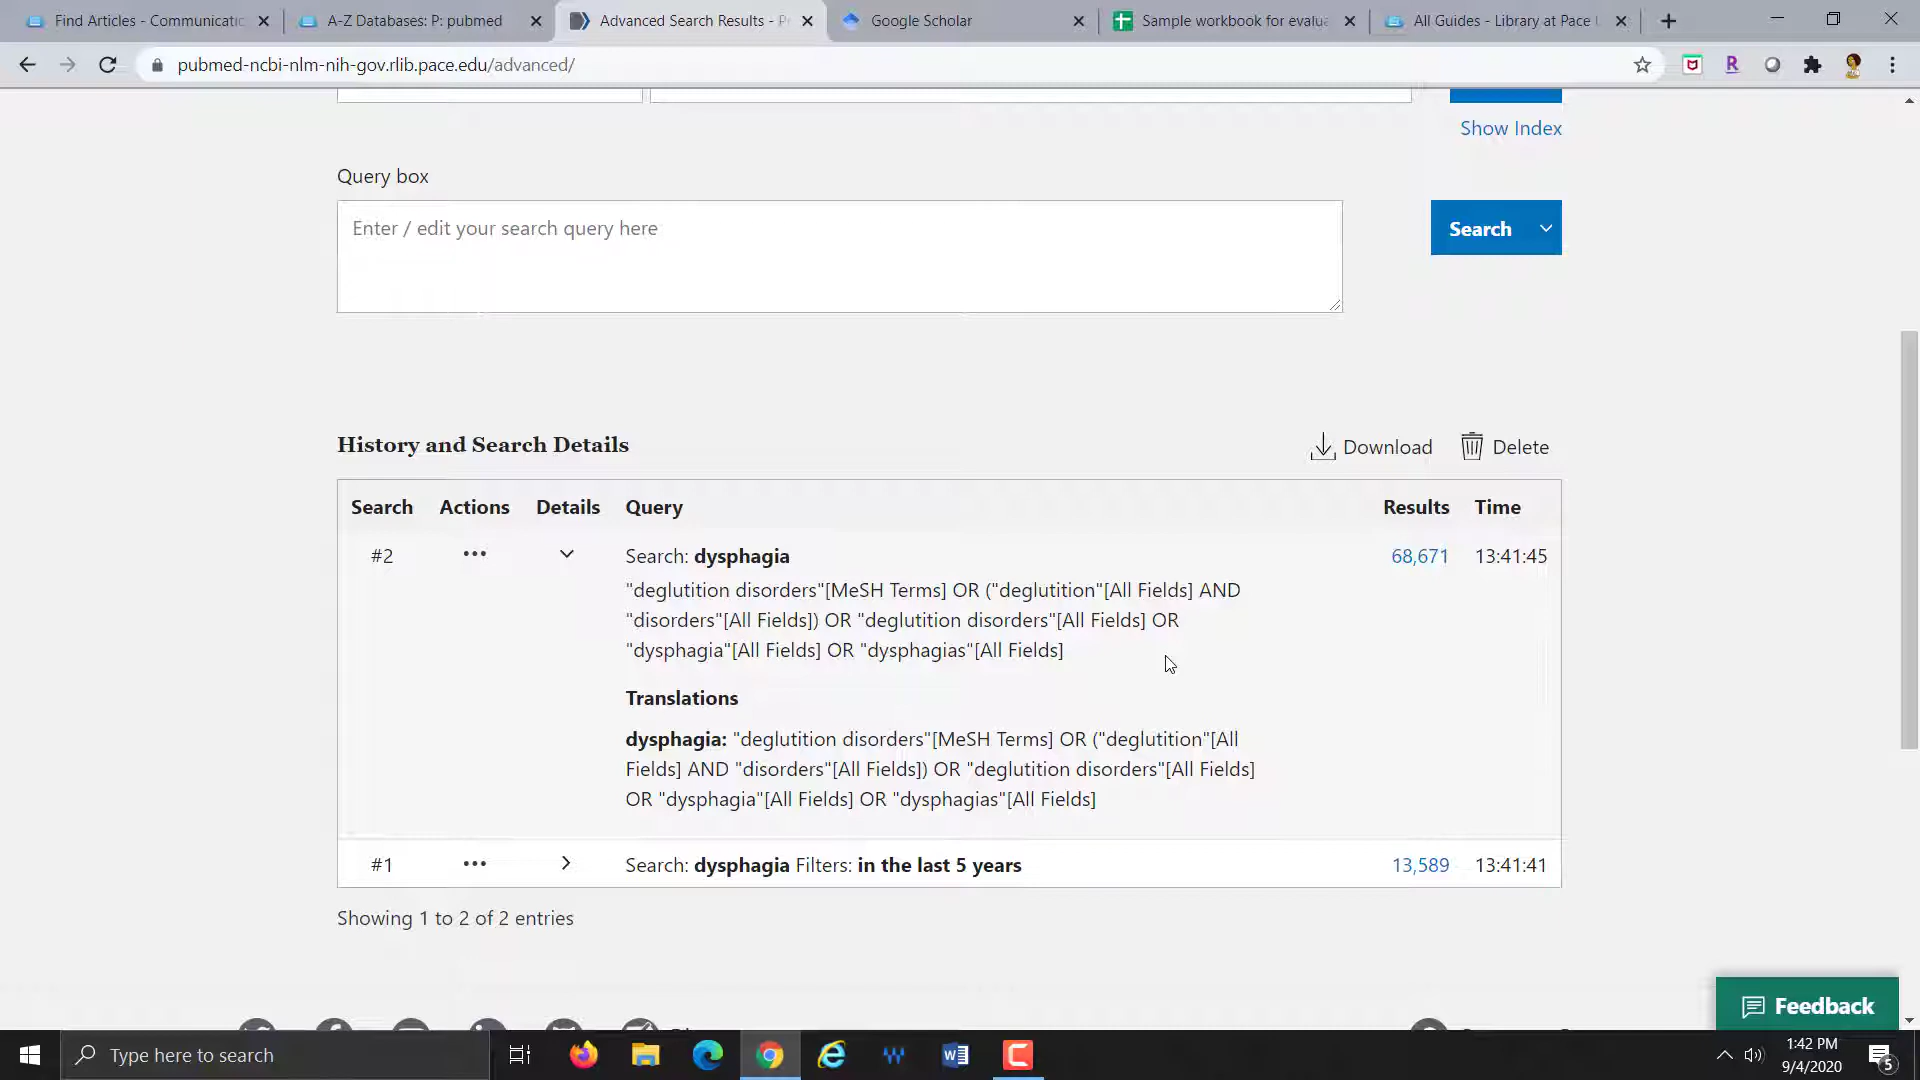 Find Articles - Communicatic
A-Z Databases: P: pubmed
Advanced Search Results - P
Google Scholar
Sample workbook for evalua
All Guides - Library at Pace U
pubmed-ncbi-nlm-nih-gov.rlib.pace.edu/advanced/
Show Index
Query box
Enter / edit your search query here
Search
History and Search Details
Download
Delete
Search Actions Details Query Results Time
#2 Search: dysphagia 68,671 13:41:45
"deglutition disorders"[MeSH Terms] OR ("deglutition"[All Fields] AND
"disorders"[All Fields]) OR "deglutition disorders"[All Fields] OR
"dysphagia"[All Fields] OR "dysphagias"[All Fields]
Translations
dysphagia: "deglutition disorders"[MeSH Terms] OR ("deglutition"[All
Fields] AND "disorders"[All Fields]) OR "deglutition disorders"[All Fields]
OR "dysphagia"[All Fields] OR "dysphagias"[All Fields]
#1 Search: dysphagia Filters: in the last 5 years 13,589 13:41:41
Showing 1 to 2 of 2 entries
Feedback
Type here to search
1:42 PM
9/4/2020
5